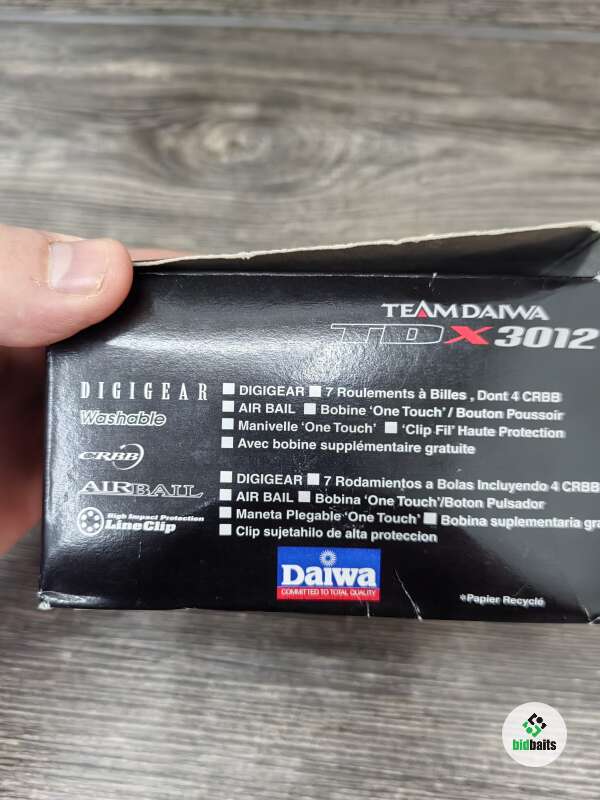 TEAM DAIWA
TDX 3012
DIGIGEAR
Washable
CRBB
AIRBAIL
High Impact Protection
LineClip
DIGIGEAR 7 Roulements à Billes , Dont 4 CRBB
AIR BAIL Bobine ‘One Touch’ / Bouton Poussoir
Manivelle ‘One Touch’ ‘Clip Fil’ Haute Protection
Avec bobine supplémentaire gratuite
DIGIGEAR 7 Rodamientos a Bolas Incluyendo 4 CRBB
AIR BAIL Bobina ‘One Touch’/Boton Pulsador
Maneta Plegable ‘One Touch’ Bobina suplementaria gra
Clip sujetahilo de alta proteccion
Daiwa
COMMITTED TO TOTAL QUALITY
*Papier Recyclé
bidbaits